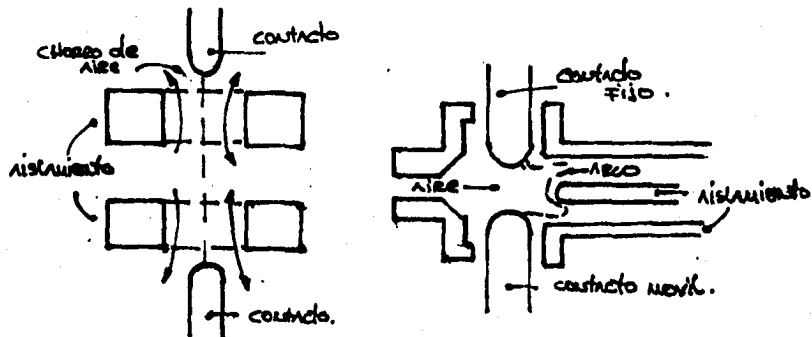 contacto
chorro de
aire
aislamiento
contacto.
contacto
Fijo.
Arco
aire
aislamiento
contacto movil.